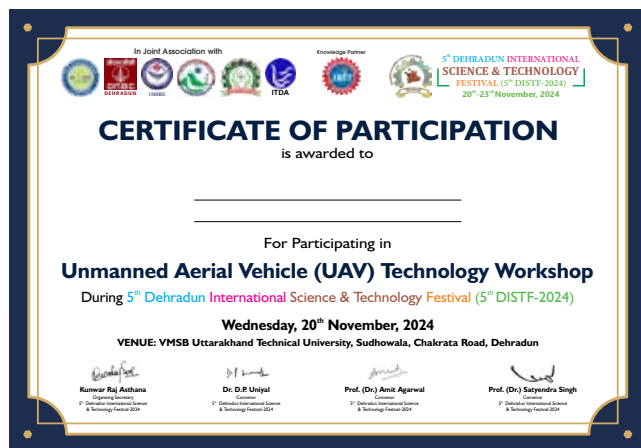 In Joint Association with
Knowledge Partner
DEHRADUN
ITDA
5th DEHRADUN INTERNATIONAL
SCIENCE & TECHNOLOGY
FESTIVAL (5th DISTF-2024)
20th-23rd November, 2024
CERTIFICATE OF PARTICIPATION
is awarded to
For Participating in
Unmanned Aerial Vehicle (UAV) Technology Workshop
During 5th Dehradun International Science & Technology Festival (5th DISTF-2024)
Wednesday, 20th November, 2024
VENUE: VMSB Uttarakhand Technical University, Sudhowala, Chakrata Road, Dehradun
Kunwar Raj Asthana
Organising Secretary
5th Dehradun International Science
& Technology Festival-2024
Dr. D.P. Uniyal
Convenor
5th Dehradun International Science
& Technology Festival-2024
Prof. (Dr.) Amit Agarwal
Convenor
5th Dehradun International Science
& Technology Festival-2024
Prof. (Dr.) Satyendra Singh
Convenor
5th Dehradun International Science
& Technology Festival-2024